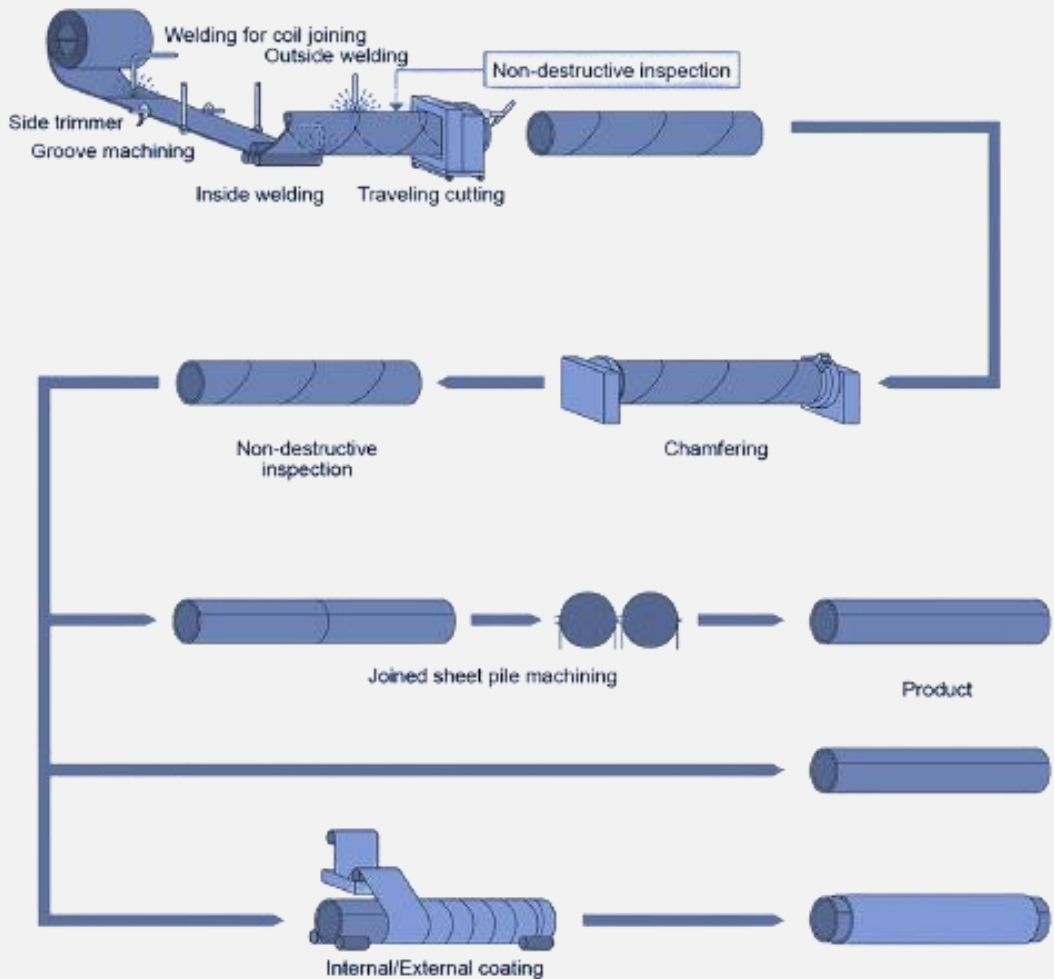 Welding for coil joining
Outside welding
Non-destructive inspection
Side trimmer
Groove machining
Inside welding
Traveling cutting
Non-destructive
inspection
Chamfering
Joined sheet pile machining
Product
Internal/External coating